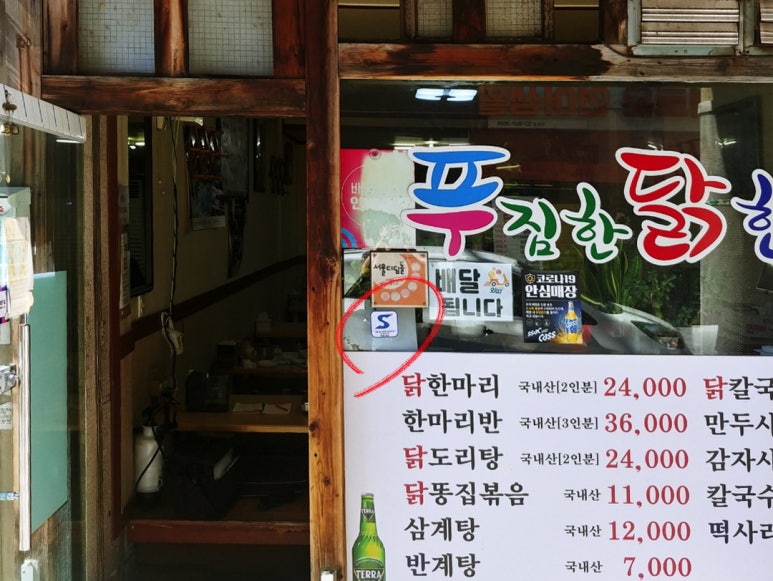 푸짐한닭한
서울디딤돌
S
배달
됩니다
코로나19
안심매장
CASS
닭한마리 국내산[2인분] 24,000 닭칼국
한마리반 국내산[3인분] 36,000 만두사
닭도리탕 국내산[2인분] 24,000 감자사
닭똥집볶음 국내산 11,000 칼국수
삼계탕 국내산 12,000 떡사리
반계탕 국내산 7,000
TERRA
TERRA